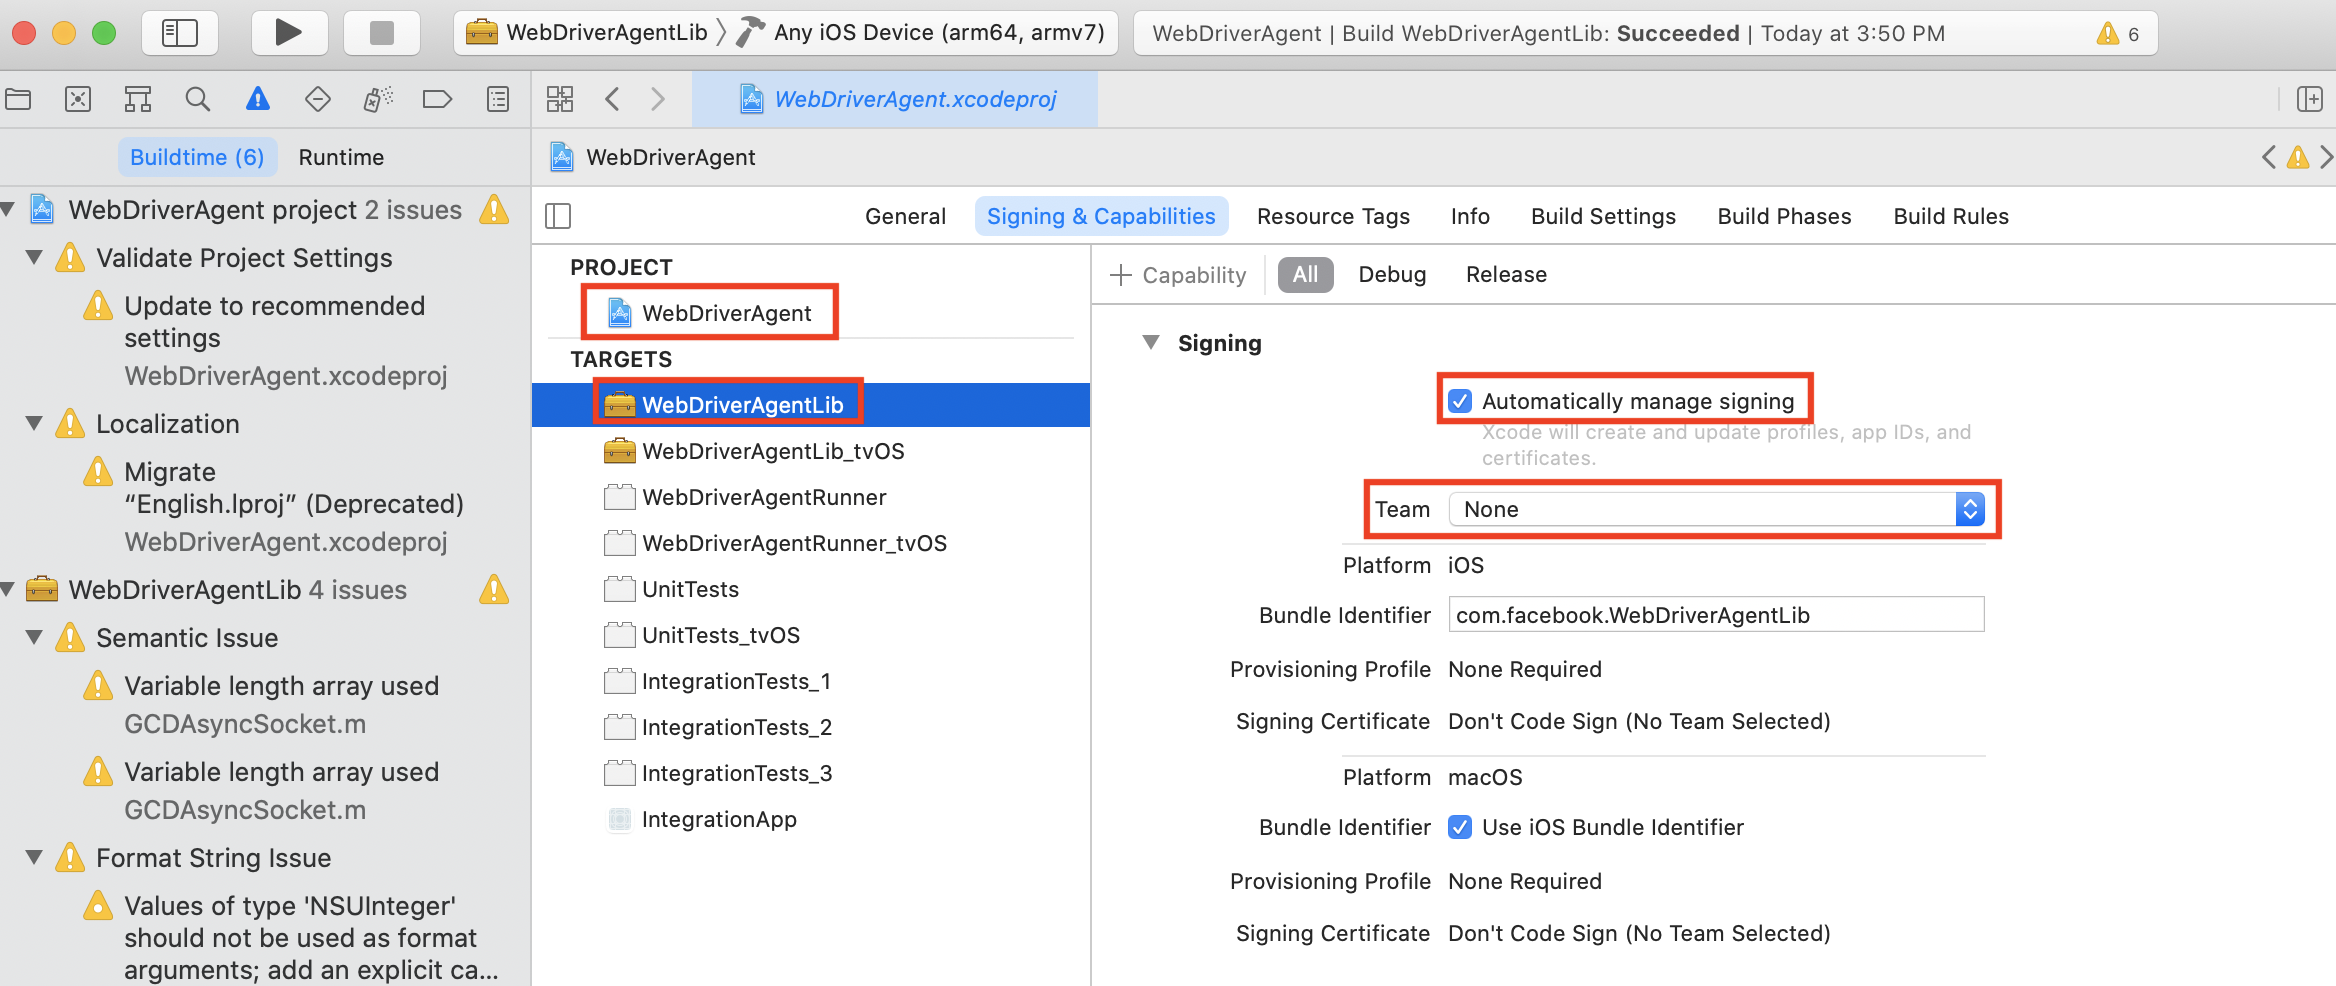 WebDriverAgentLib Any iOS Device (arm64, armv7)
WebDriverAgent | Build WebDriverAgentLib: Succeeded | Today at 3:50 PM
6
WebDriverAgent.xcodeproj
Buildtime (6) Runtime
WebDriverAgent
WebDriverAgent project 2 issues
Validate Project Settings
Update to recommended
settings
WebDriverAgent.xcodeproj
Localization
Migrate
“English.lproj” (Deprecated)
WebDriverAgent.xcodeproj
WebDriverAgentLib 4 issues
Semantic Issue
Variable length array used
GCDAsyncSocket.m
Variable length array used
GCDAsyncSocket.m
Format String Issue
Values of type 'NSUInteger'
should not be used as format
arguments; add an explicit ca...
General Signing & Capabilities Resource Tags Info Build Settings Build Phases Build Rules
PROJECT
WebDriverAgent
TARGETS
WebDriverAgentLib
WebDriverAgentLib_tvOS
WebDriverAgentRunner
WebDriverAgentRunner_tvOS
UnitTests
UnitTests_tvOS
IntegrationTests_1
IntegrationTests_2
IntegrationTests_3
IntegrationApp
+ Capability All Debug Release
Signing
Automatically manage signing
Xcode will create and update profiles, app IDs, and
certificates.
Team None
Platform iOS
Bundle Identifier com.facebook.WebDriverAgentLib
Provisioning Profile None Required
Signing Certificate Don't Code Sign (No Team Selected)
Platform macOS
Bundle Identifier Use iOS Bundle Identifier
Provisioning Profile None Required
Signing Certificate Don't Code Sign (No Team Selected)